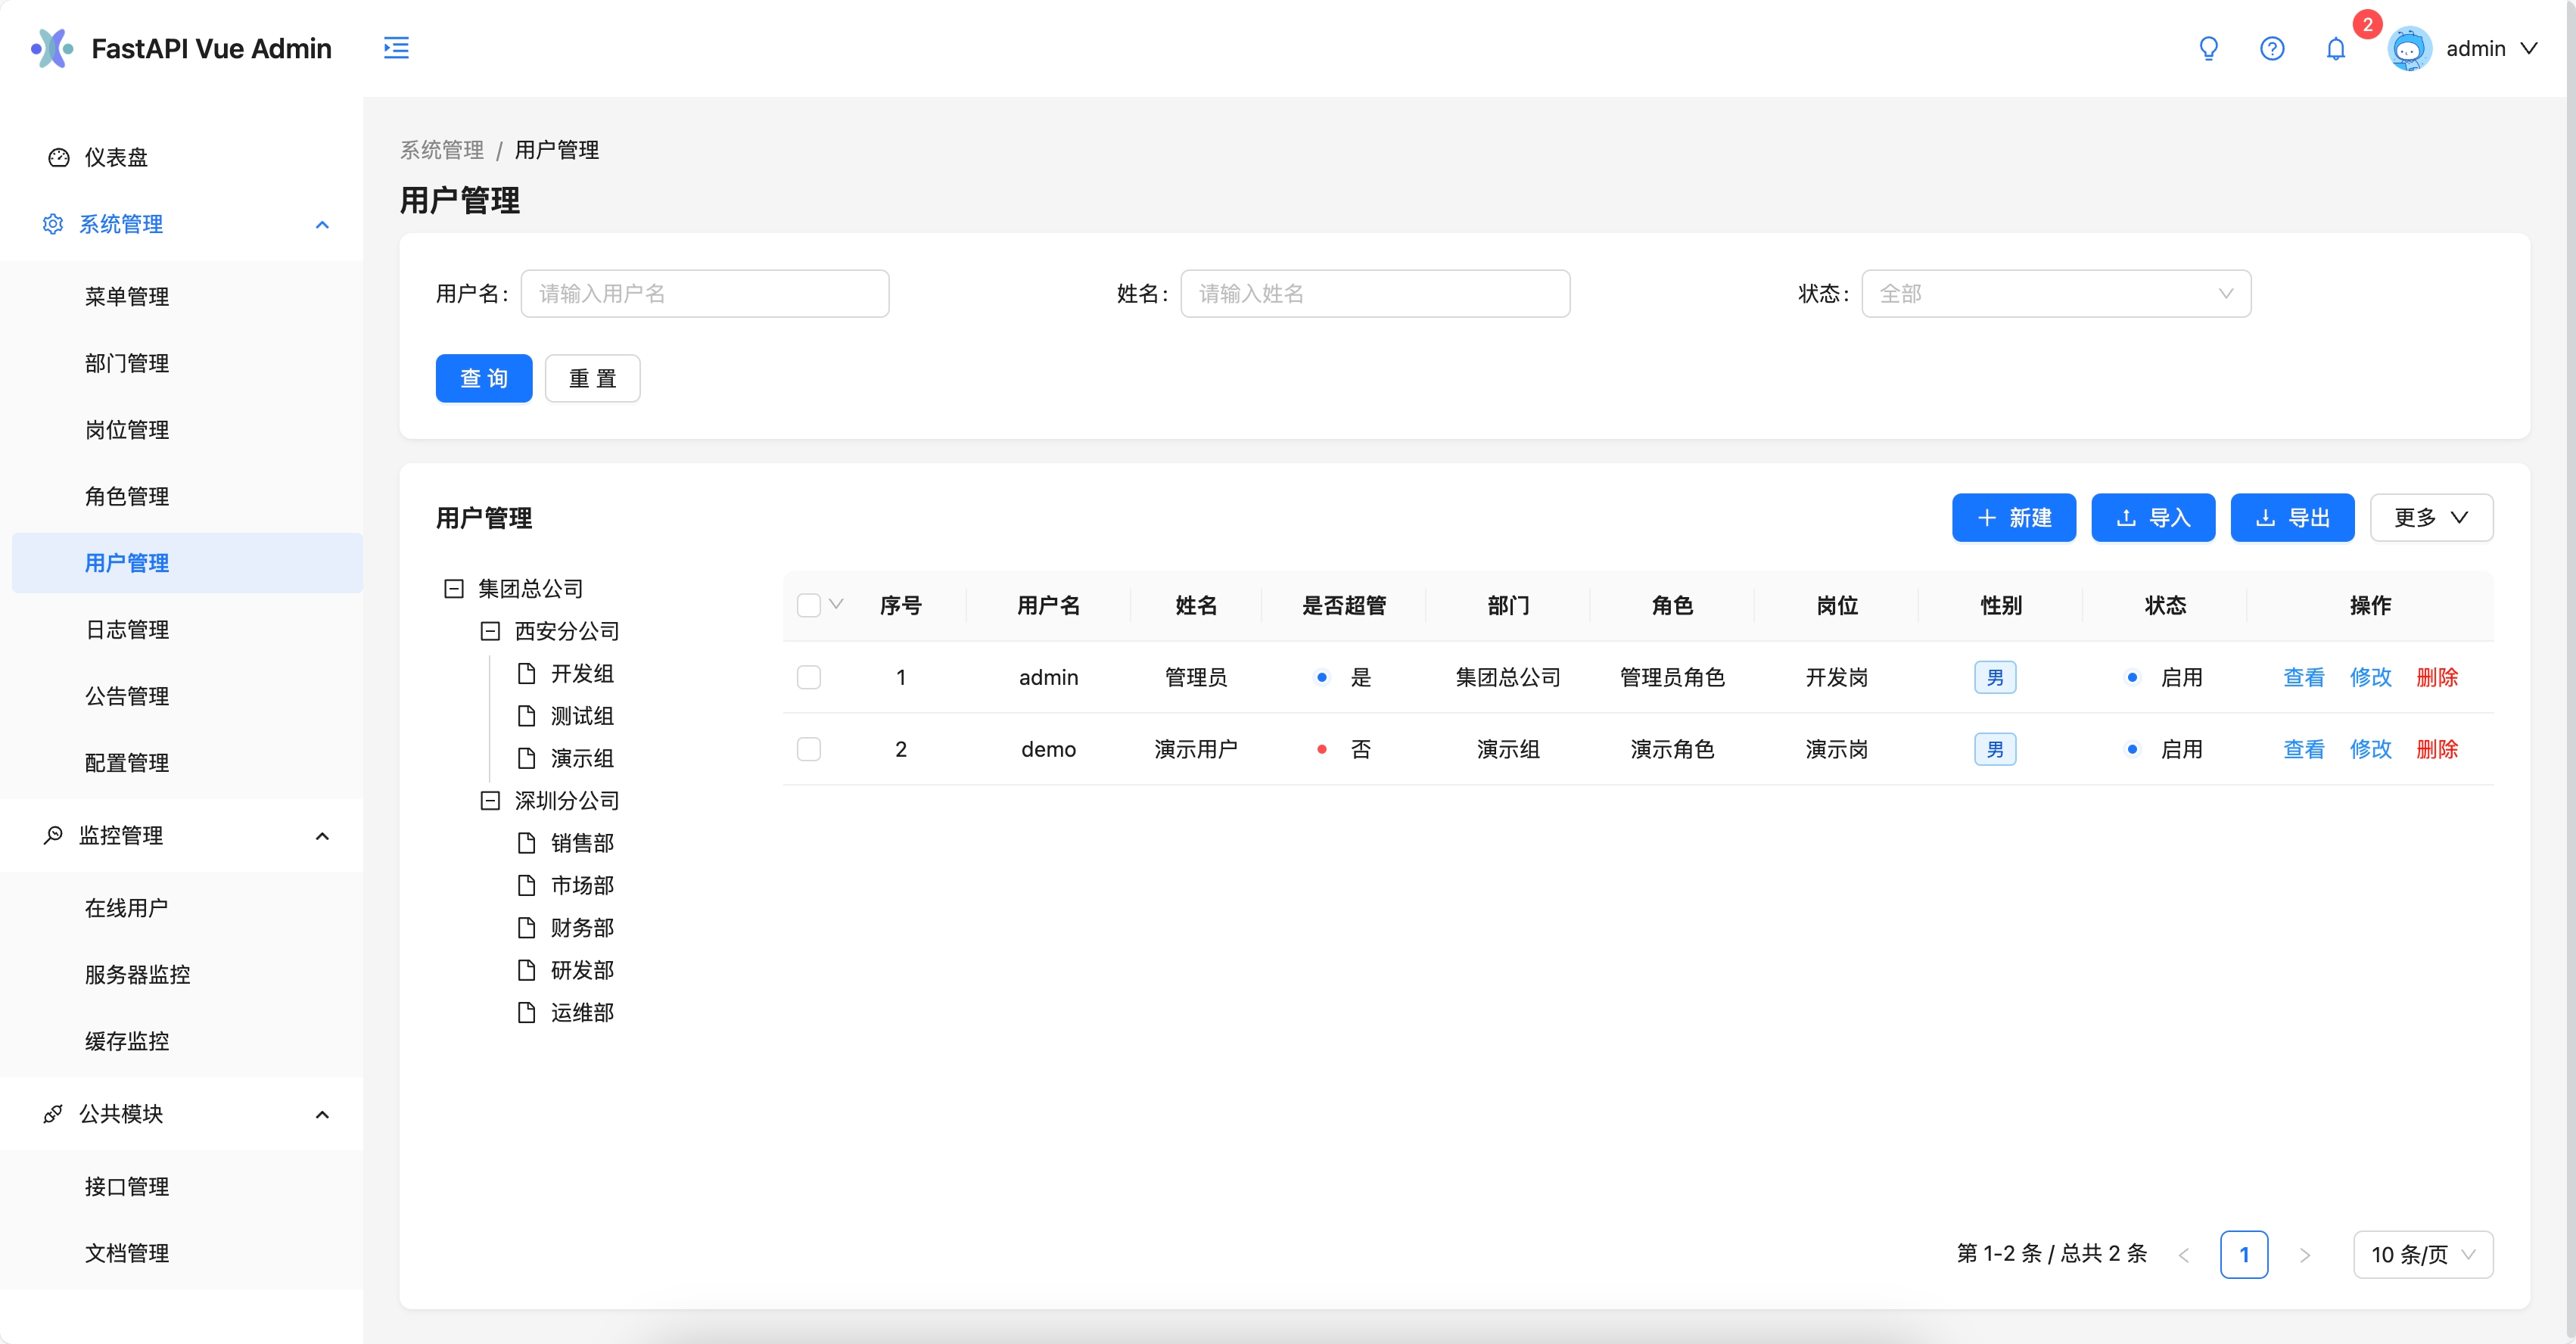 FastAPI Vue Admin
2
admin
仪表盘
系统管理
菜单管理
部门管理
岗位管理
角色管理
用户管理
日志管理
公告管理
配置管理
监控管理
在线用户
服务器监控
缓存监控
公共模块
接口管理
文档管理
系统管理 / 用户管理
用户管理
用户名: 请输入用户名 姓名: 请输入姓名 状态: 全部
查 询 重 置
用户管理 新建 导入 导出 更多
集团总公司
西安分公司
开发组
测试组
演示组
深圳分公司
销售部
市场部
财务部
研发部
运维部
序号 用户名 姓名 是否超管 部门 角色 岗位 性别 状态 操作
1 admin 管理员 是 集团总公司 管理员角色 开发岗 男 启用 查看 修改 删除
2 demo 演示用户 否 演示组 演示角色 演示岗 男 启用 查看 修改 删除
第 1-2 条 / 总共 2 条 < 1 > 10 条/页